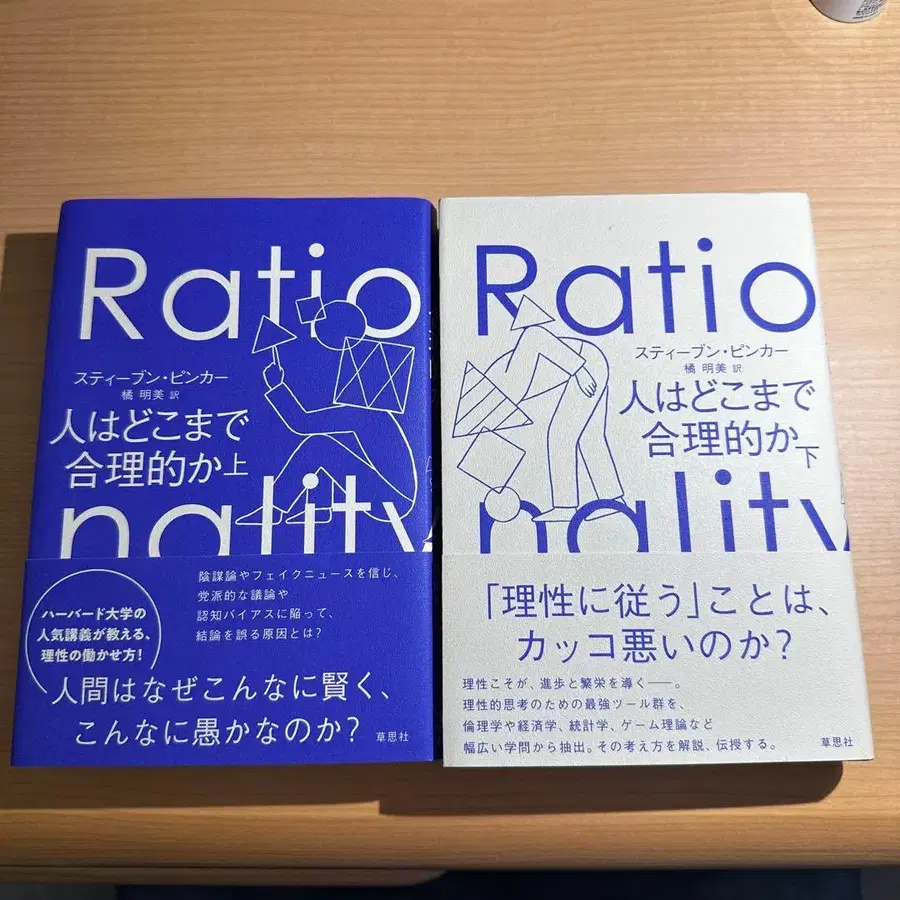 Ratio
スティーブン・ピンカー
橘 明美 訳
人はどこまで
合理的か 上
nality
ハーバード大学の
人気講義が教える、
理性の働かせ方!
陰謀論やフェイクニュースを信じ、
党派的な議論や
認知バイアスに陥って、
結論を誤る原因とは?
人間はなぜこんなに賢く、
こんなに愚かなのか?
草思社
Ratio
スティーブン・ピンカー
橘 明美 訳
人はどこまで
合理的か 下
nality
「理性に従う」ことは、
カッコ悪いのか?
理性こそが、進歩と繁栄を導く——。
理性的思考のための最強ツール群を、
倫理学や経済学、統計学、ゲーム理論など
幅広い学問から抽出。その考え方を解説、伝授する。
草思社